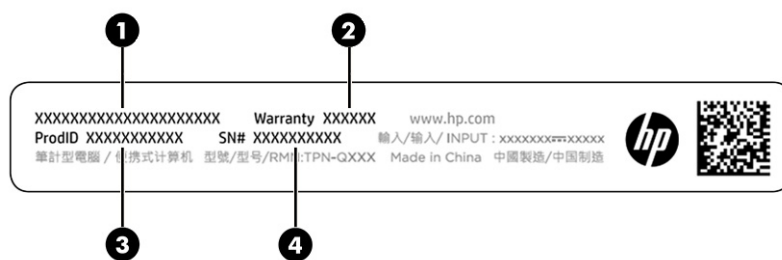 1 2
XXXXXXXXXXXXXXXXXXXXX Warranty XXXXXX www.hp.com
ProdID XXXXXXXXXXX SN# XXXXXXXXXX 輸入/输入/ INPUT : xxxxxxx⎓xxxxx
筆計型電腦 / 便携式计算机 型號/型号/RMN:TPN-QXXX Made in China 中國製造/中国制造
hp
3 4